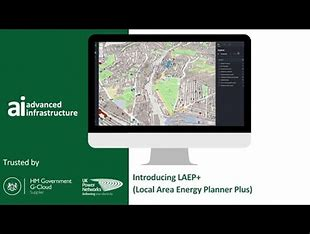 ai advanced
infrastructure
Trusted by
HM Government
G-Cloud
Supplier
UK
Power
Networks
Introducing LAEP+
(Local Area Energy Planner Plus)